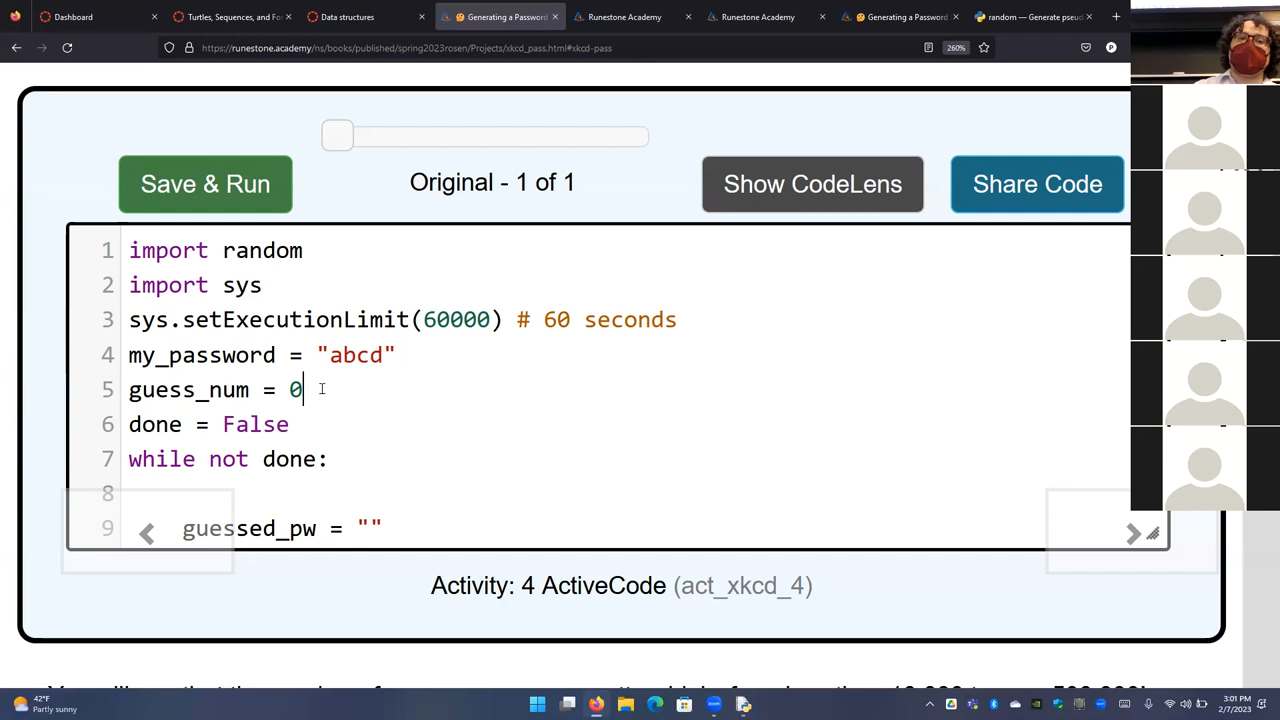 Dashboard
Turtles, Sequences, and For
Data structures
Generating a Password
Runestone Academy
Runestone Academy
Generating a Password
random — Generate pseud
https://runestone.academy/ns/books/published/spring2023rosen/Projects/xkcd_pass.html#xkcd-pass
260%
Save & Run
Original - 1 of 1
Show CodeLens
Share Code
1 import random
2 import sys
3 sys.setExecutionLimit(60000) # 60 seconds
4 my_password = "abcd"
5 guess_num = 0
6 done = False
7 while not done:
8
9 guessed_pw = ""
Activity: 4 ActiveCode (act_xkcd_4)
42°F
Partly sunny
3:01 PM
2/7/2023